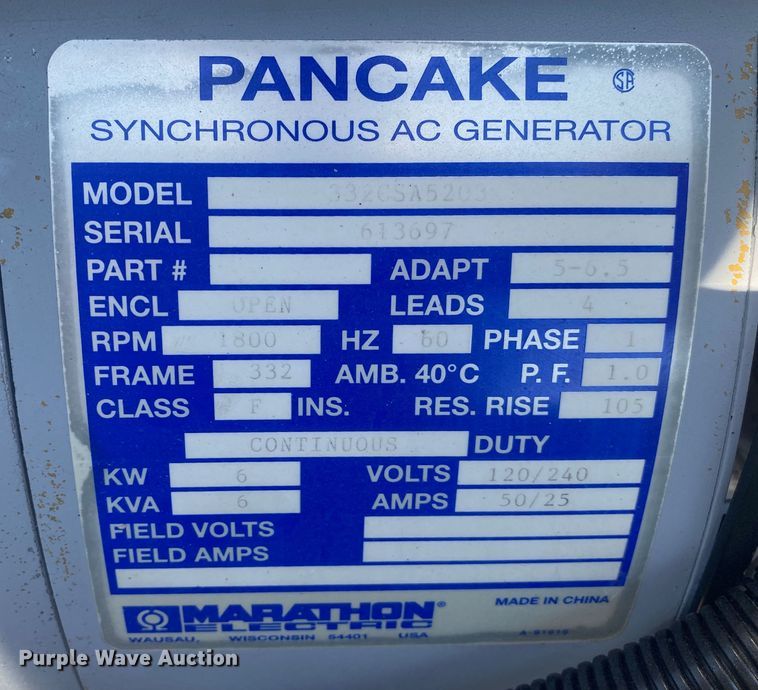 PANCAKE SA
SYNCHRONOUS AC GENERATOR
MODEL 332CSA5203
SERIAL 613697
PART # ADAPT 5-6.5
ENCL OPEN LEADS 4
RPM 1800 HZ 60 PHASE 1
FRAME 332 AMB. 40°C P. F. 1.0
CLASS F INS. RES. RISE 105
CONTINUOUS DUTY
KW 6 VOLTS 120/240
KVA 6 AMPS 50/25
FIELD VOLTS
FIELD AMPS
MARATHON®
ELECTRIC
MADE IN CHINA
WAUSAU, WISCONSIN 54401 USA
Purple Wave Auction